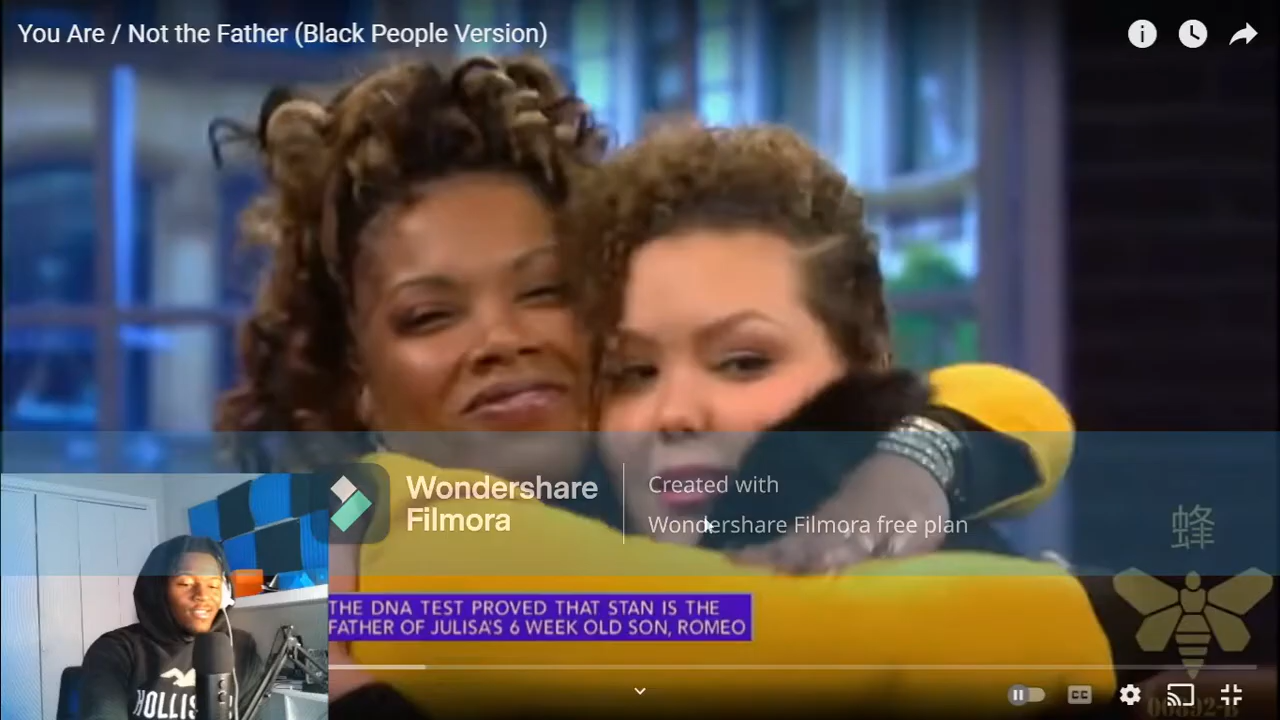 You Are / Not the Father (Black People Version)
Wondershare
Filmora
Created with
Wondershare Filmora free plan
蜂
THE DNA TEST PROVED THAT STAN IS THE
FATHER OF JULISA'S 6 WEEK OLD SON, ROMEO
HOLLIS
CC